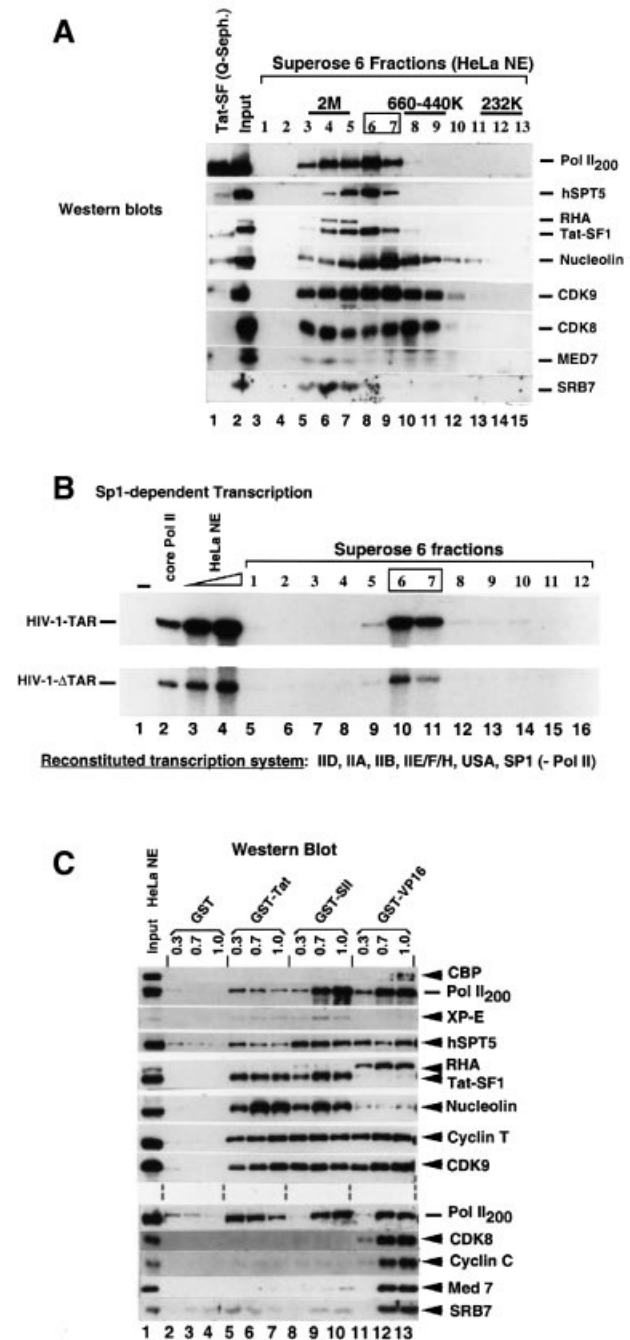 A
Tat-SF (Q-Seph.)
Input
Superose 6 Fractions (HeLa NE)
2M 660-440K 232K
1 2 3 4 5 6 7 8 9 10 11 12 13
Western blots
Pol II200
hSPT5
RHA
Tat-SF1
Nucleolin
CDK9
CDK8
MED7
SRB7
1 2 3 4 5 6 7 8 9 10 11 12 13 14 15
B
Sp1-dependent Transcription
–
core Pol II
HeLa NE
Superose 6 fractions
1 2 3 4 5 6 7 8 9 10 11 12
HIV-1-TAR
HIV-1-ΔTAR
1 2 3 4 5 6 7 8 9 10 11 12 13 14 15 16
Reconstituted transcription system: IID, IIA, IIB, IIE/F/H, USA, SP1 (- Pol II)
C
Western Blot
Input HeLa NE
GST GST-Tat GST-SII GST-VP16
0.3 0.7 1.0 0.3 0.7 1.0 0.3 0.7 1.0 0.3 0.7 1.0
CBP
Pol II200
XP-E
hSPT5
RHA
Tat-SF1
Nucleolin
Cyclin T
CDK9
Pol II200
CDK8
Cyclin C
Med 7
SRB7
1 2 3 4 5 6 7 8 9 10 11 12 13